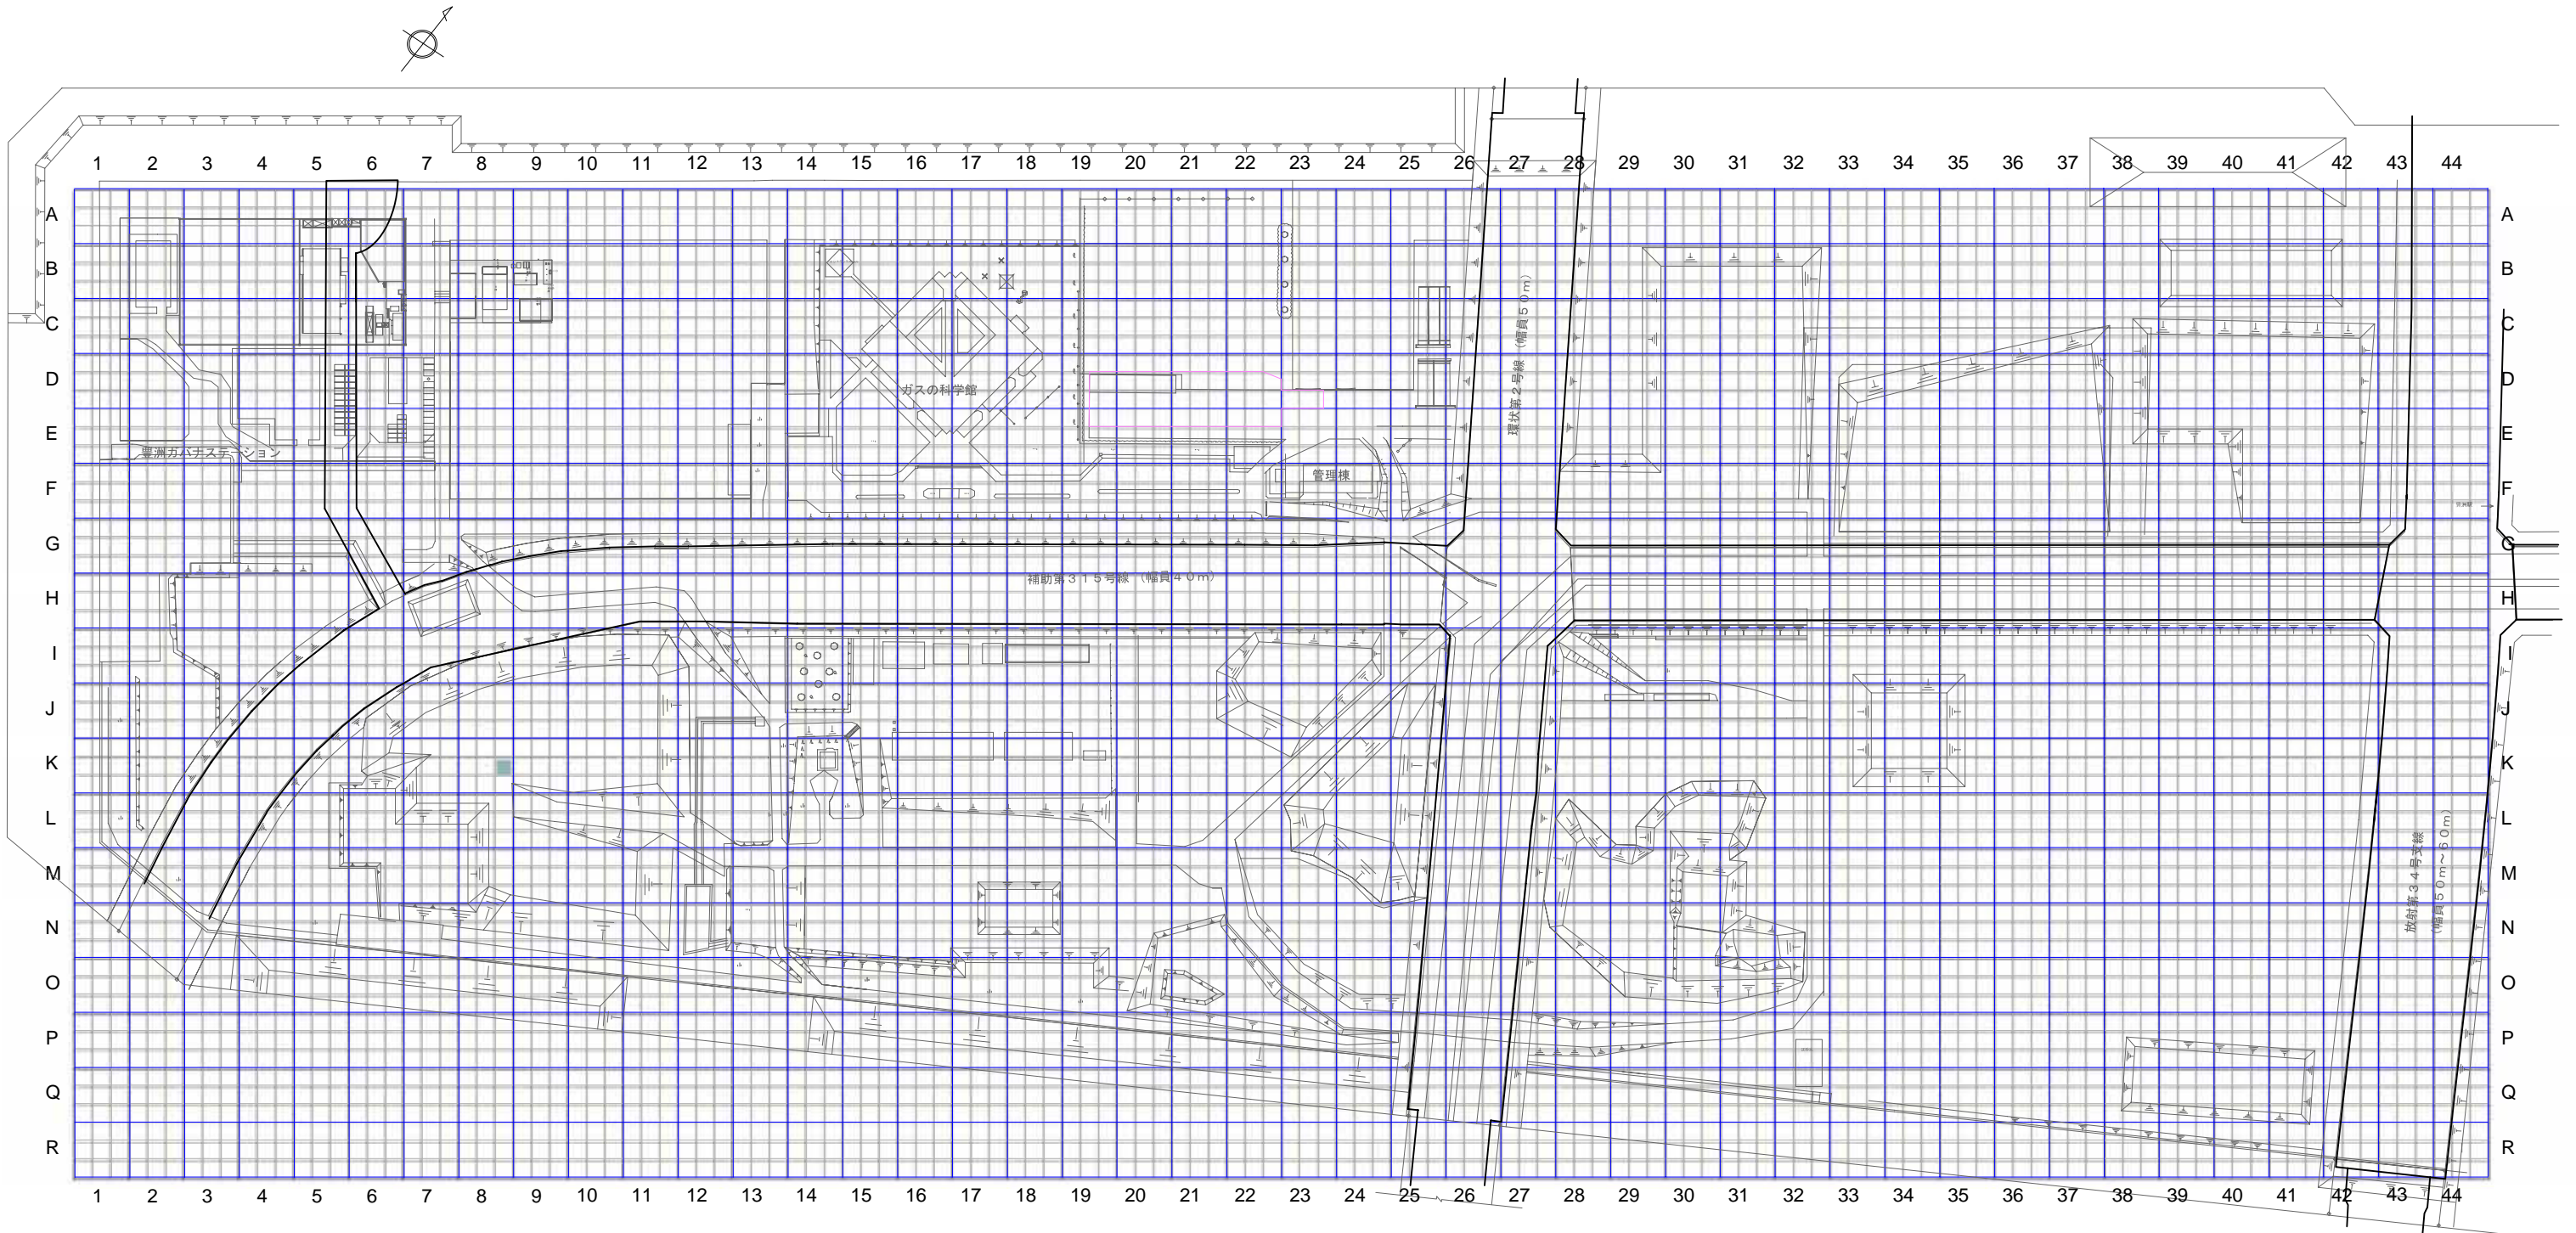 1 2 3 4 5 6 7 8 9 10 11 12 13 14 15 16 17 18 19 20 21 22 23 24 25 26 27 28 29 30 31 32 33 34 35 36 37 38 39 40 41 42 43 44
A A
B B
C C
D D
E E
F F
G G
H H
I I
J J
K K
L L
M M
N N
O O
P P
Q Q
R R
ガスの科学館
豊洲ガバナステーション
管理棟
環状第2号線 (幅員50m)
補助第315号線 (幅員40m)
放射第34号支線
(幅員50m~60m)
1 2 3 4 5 6 7 8 9 10 11 12 13 14 15 16 17 18 19 20 21 22 23 24 25 26 27 28 29 30 31 32 33 34 35 36 37 38 39 40 41 42 43 44